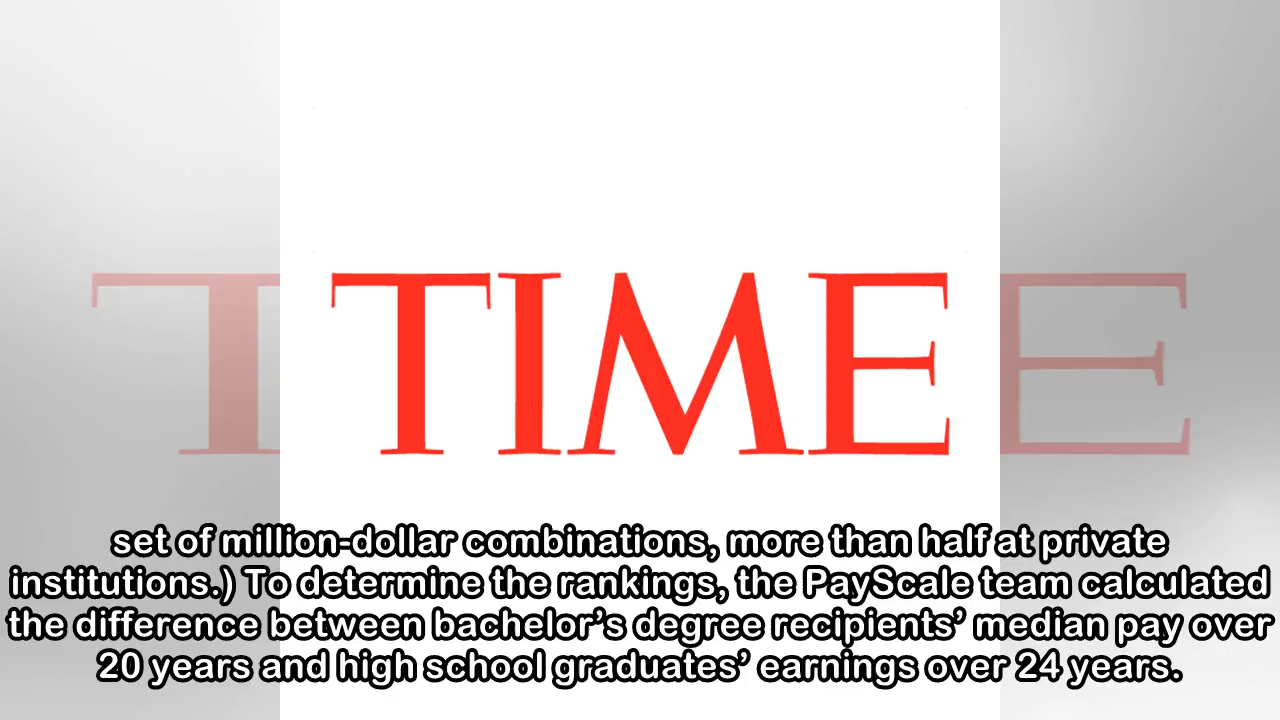 TIME
set of million-dollar combinations, more than half at private
institutions.) To determine the rankings, the PayScale team calculated
the difference between bachelor’s degree recipients’ median pay over
20 years and high school graduates’ earnings over 24 years.